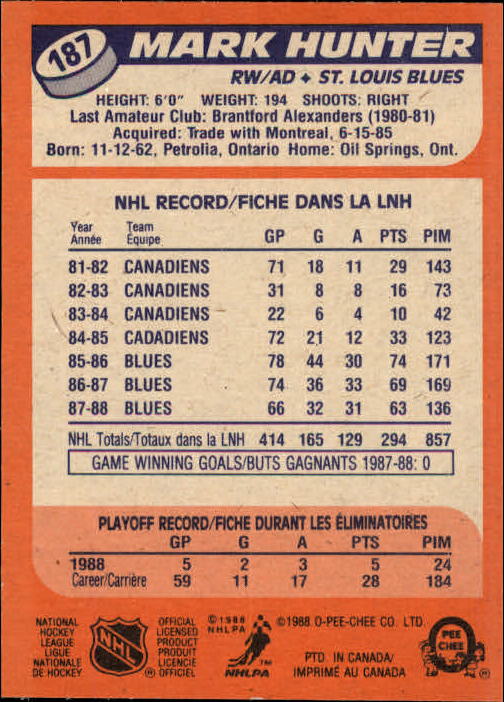 187 MARK HUNTER
RW/AD ♦ ST. LOUIS BLUES
HEIGHT: 6'0" WEIGHT: 194 SHOOTS: RIGHT
Last Amateur Club: Brantford Alexanders (1980-81)
Acquired: Trade with Montreal, 6-15-85
Born: 11-12-62, Petrolia, Ontario Home: Oil Springs, Ont.
NHL RECORD/FICHE DANS LA LNH
Year Team
Année Équipe GP G A PTS PIM
81-82 CANADIENS 71 18 11 29 143
82-83 CANADIENS 31 8 8 16 73
83-84 CANADIENS 22 6 4 10 42
84-85 CADADIENS 72 21 12 33 123
85-86 BLUES 78 44 30 74 171
86-87 BLUES 74 36 33 69 169
87-88 BLUES 66 32 31 63 136
NHL Totals/Totaux dans la LNH 414 165 129 294 857
GAME WINNING GOALS/BUTS GAGNANTS 1987-88: 0
PLAYOFF RECORD/FICHE DURANT LES ÉLIMINATOIRES
GP G A PTS PIM
1988 5 2 3 5 24
Career/Carrière 59 11 17 28 184
NATIONAL
HOCKEY
LEAGUE
LIGUE
NATIONALE
DE HOCKEY
NHL
®
OFFICIAL
LICENSED
PRODUCT
PRODUIT
LICENCIÉ
OFFICIEL
© 1988
NHLPA
TM
NHLPA
© 1988 O-PEE-CHEE CO. LTD.
PTD. IN CANADA/
IMPRIMÉ AU CANADA
PEE
CHEE
®